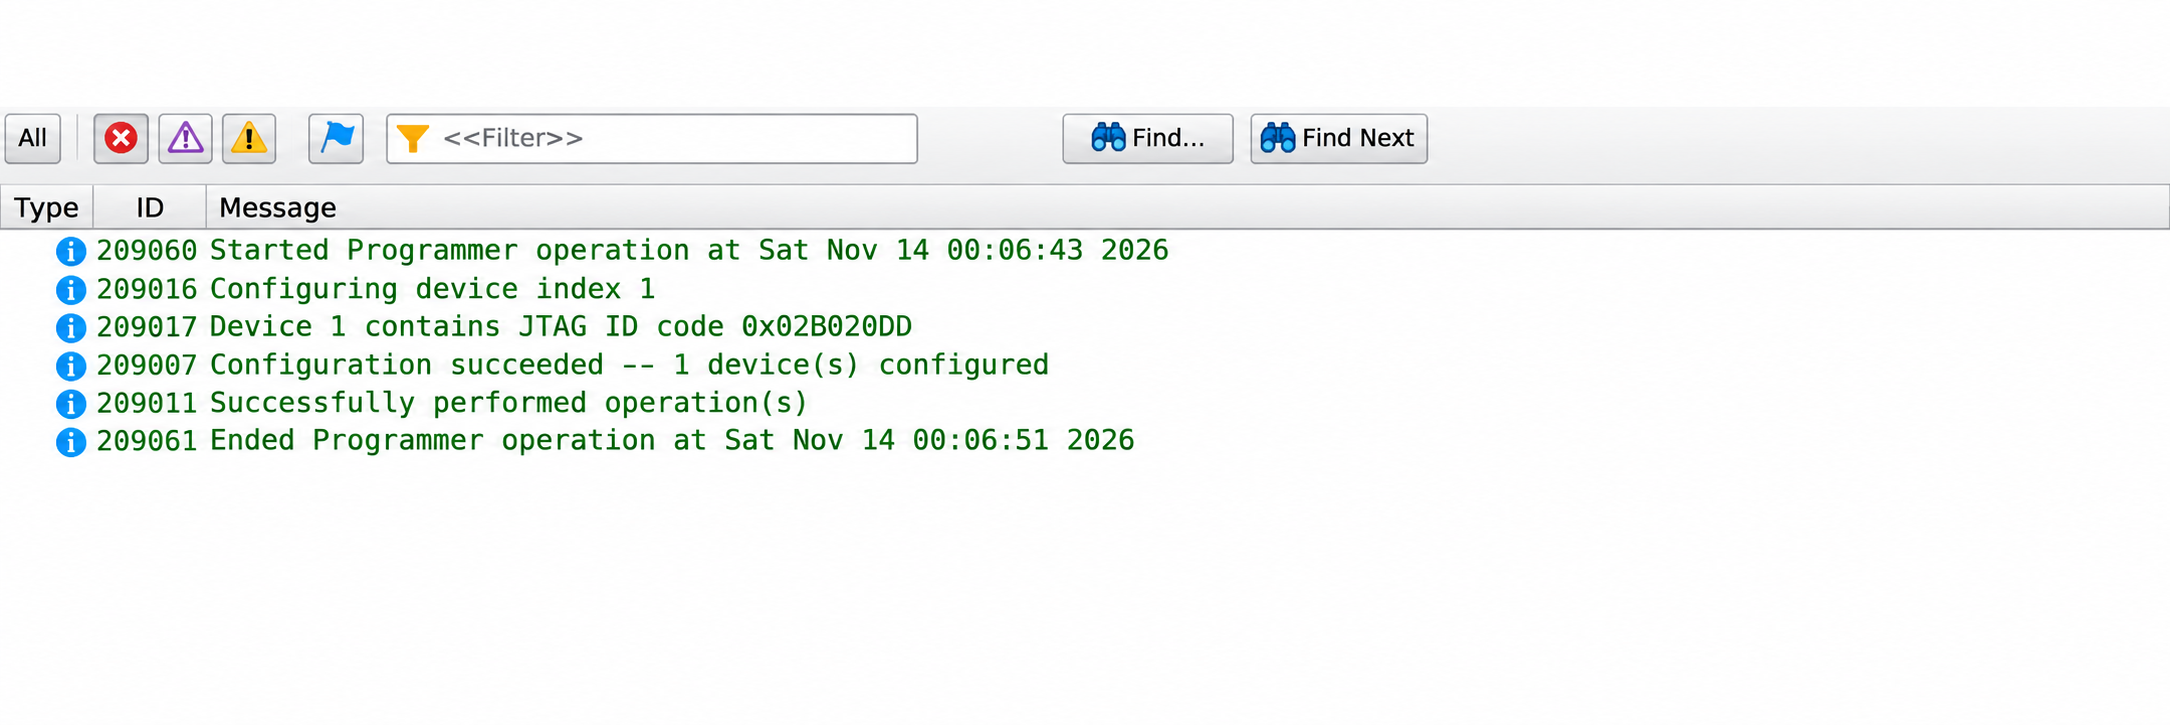 All <<Filter>> Find... Find Next
Type ID Message
209060 Started Programmer operation at Sat Nov 14 00:06:43 2026
209016 Configuring device index 1
209017 Device 1 contains JTAG ID code 0x02B020DD
209007 Configuration succeeded -- 1 device(s) configured
209011 Successfully performed operation(s)
209061 Ended Programmer operation at Sat Nov 14 00:06:51 2026